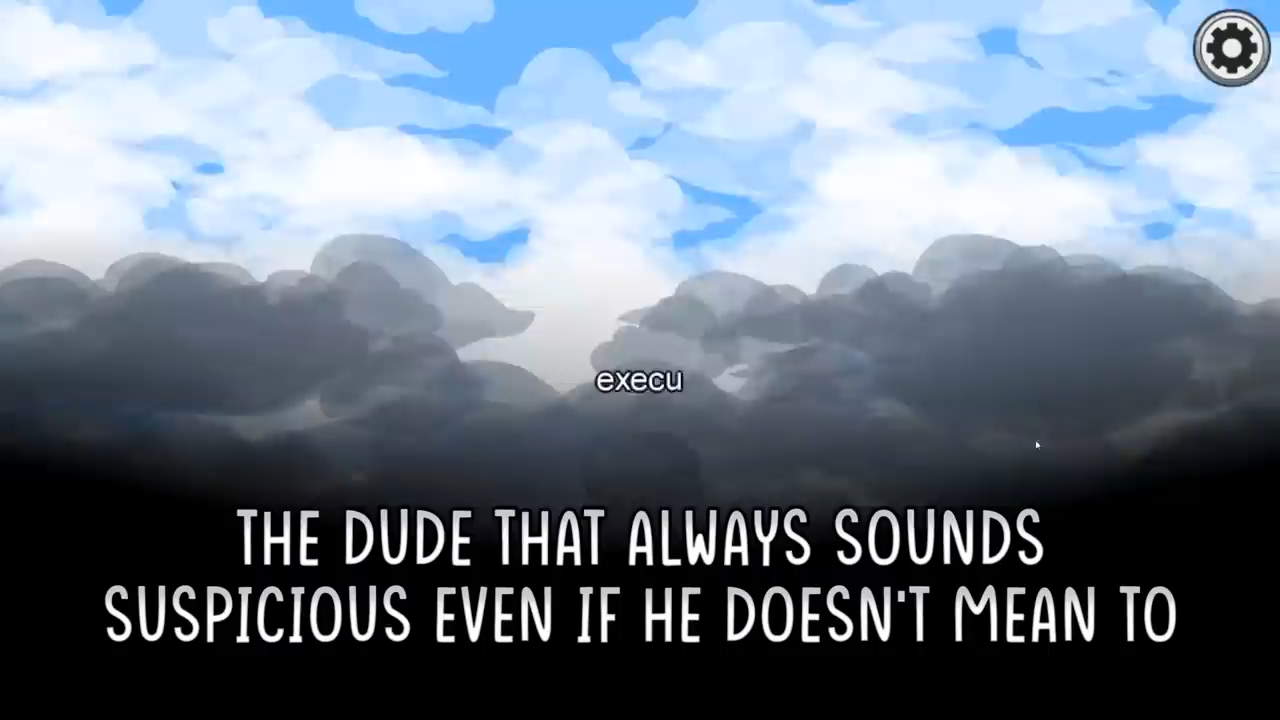 execu
THE DUDE THAT ALWAYS SOUNDS
SUSPICIOUS EVEN IF HE DOESN'T MEAN TO